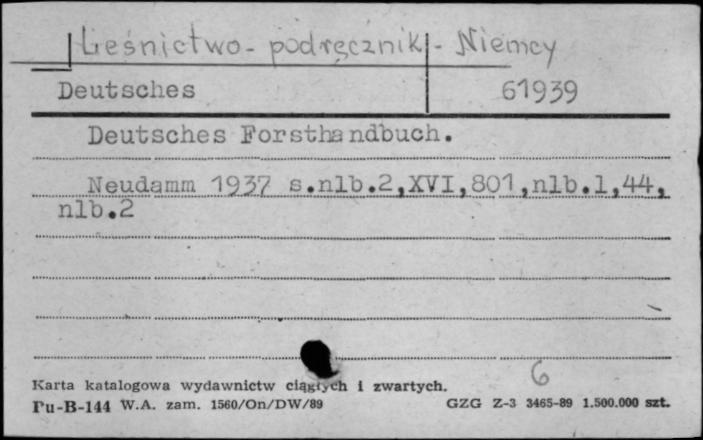 Leśnictwo - podręcznik - Niemcy
Deutsches 61939
Deutsches Forsthandbuch.
Neudamm 1937 s.nlb.2,XVI,801,nlb.1,44,
nlb.2
6
Karta katalogowa wydawnictw ciągłych i zwartych.
Pu-B-144 W.A. zam. 1560/On/DW/89 GZG Z-3 3465-89 1.500.000 szt.